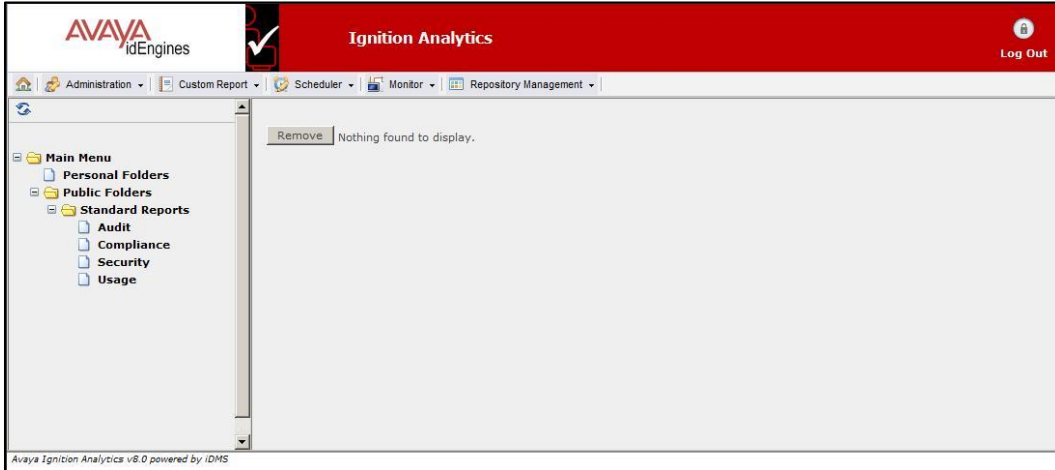 AVAYA
idEngines
Ignition Analytics
Log Out
Administration
Custom Report
Scheduler
Monitor
Repository Management
Remove
Nothing found to display.
Main Menu
Personal Folders
Public Folders
Standard Reports
Audit
Compliance
Security
Usage
Avaya Ignition Analytics v8.0 powered by iDMS